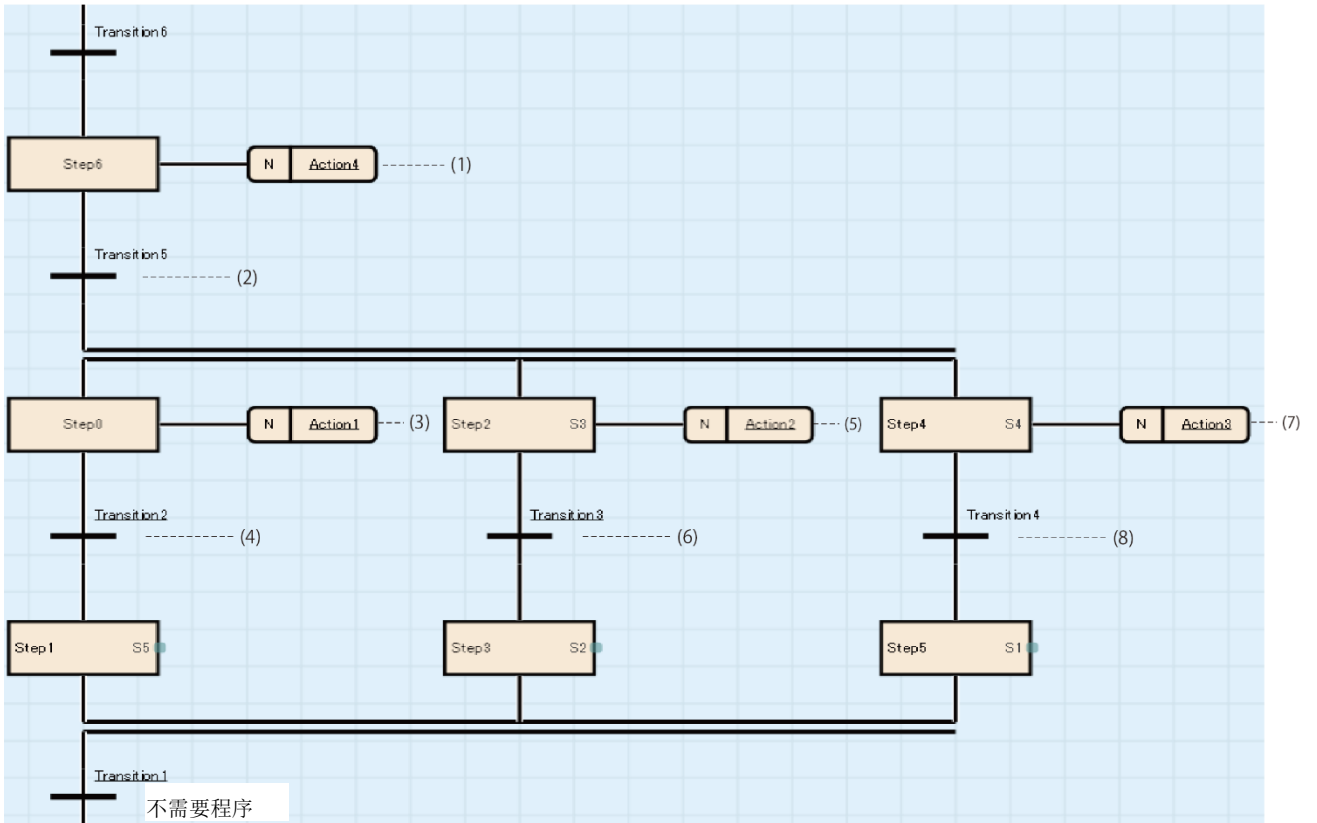 Transition6
Step6
N Action4 (1)
Transition5
(2)
Step0 N Action1 (3) Step2 S3 N Action2 (5) Step4 S4 N Action3 (7)
Transition2 Transition3 Transition4
(4) (6) (8)
Step1 S5 Step3 S2 Step5 S1
Transition1
不需要程序